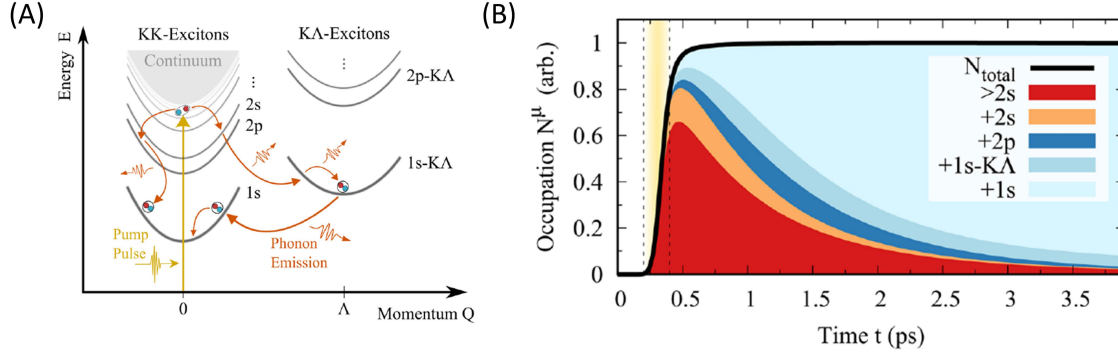 (A)
KK-Excitons
KΛ-Excitons
Energy E
Continuum
⋮
⋮
2s
2p
2p-KΛ
1s-KΛ
1s
Pump
Pulse
Phonon
Emission
0
Λ
Momentum Q
(B)
Occupation N^μ (arb.)
1
0.8
0.6
0.4
0.2
0
N_total
>2s
+2s
+2p
+1s-KΛ
+1s
0 0.5 1 1.5 2 2.5 3 3.5
Time t (ps)